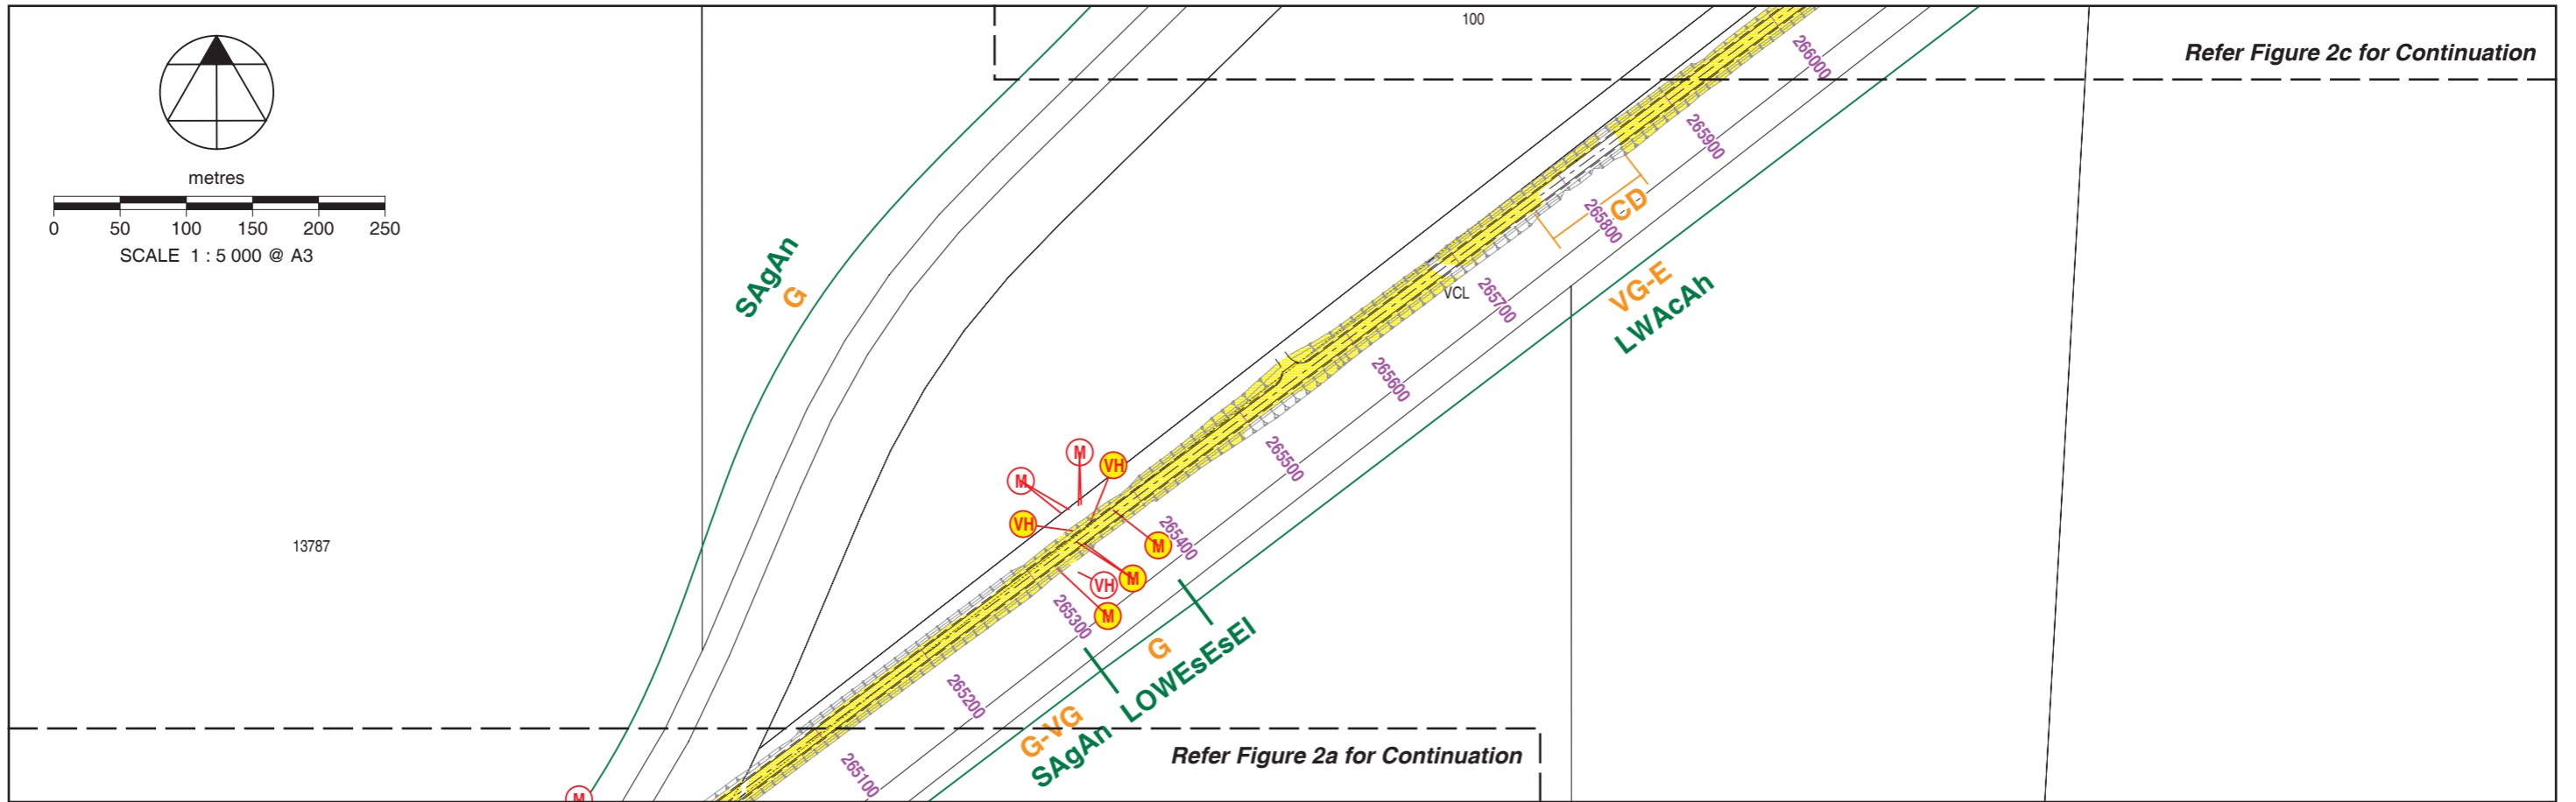 100
Refer Figure 2c for Continuation
metres
0 50 100 150 200 250
SCALE 1 : 5 000 @ A3
266000
265900
CD
265800
SAgAn
G
VCL
265700
VG-E
LWAcAh
265600
M
VH
265500
M
VH
13787
M
265400
M
VH
M
265300
G
LOWEsEsEl
265200
G-VG
SAgAn
Refer Figure 2a for Continuation
265100
M